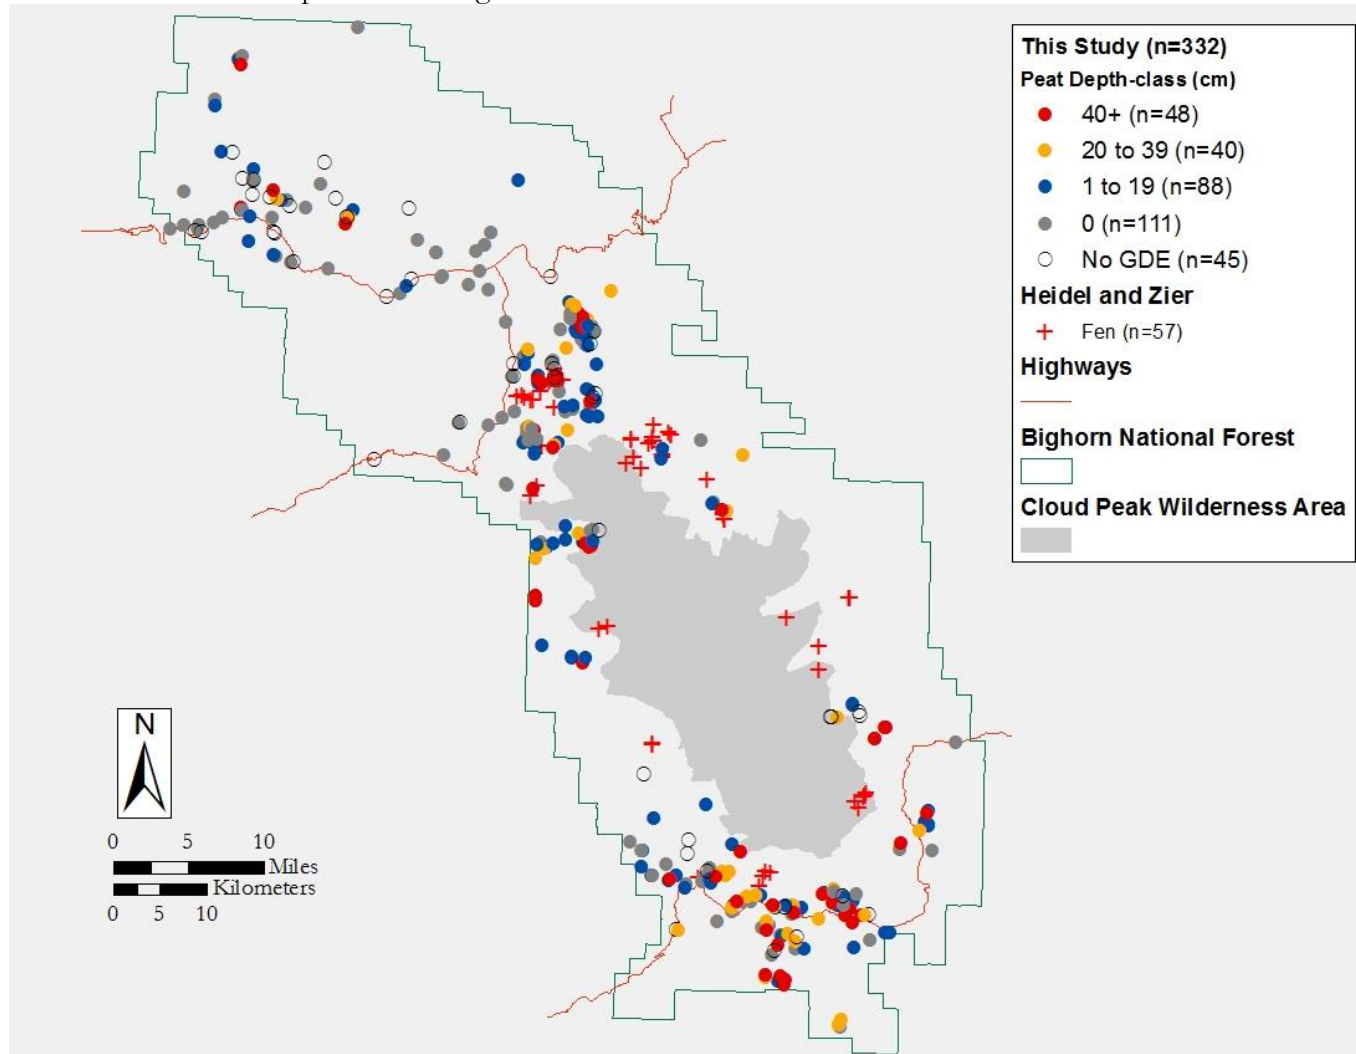 This Study (n=332)
Peat Depth-class (cm)
40+ (n=48)
20 to 39 (n=40)
1 to 19 (n=88)
0 (n=111)
No GDE (n=45)
Heidel and Zier
Fen (n=57)
Highways
Bighorn National Forest
Cloud Peak Wilderness Area
N
0 5 10
Miles
Kilometers
0 5 10